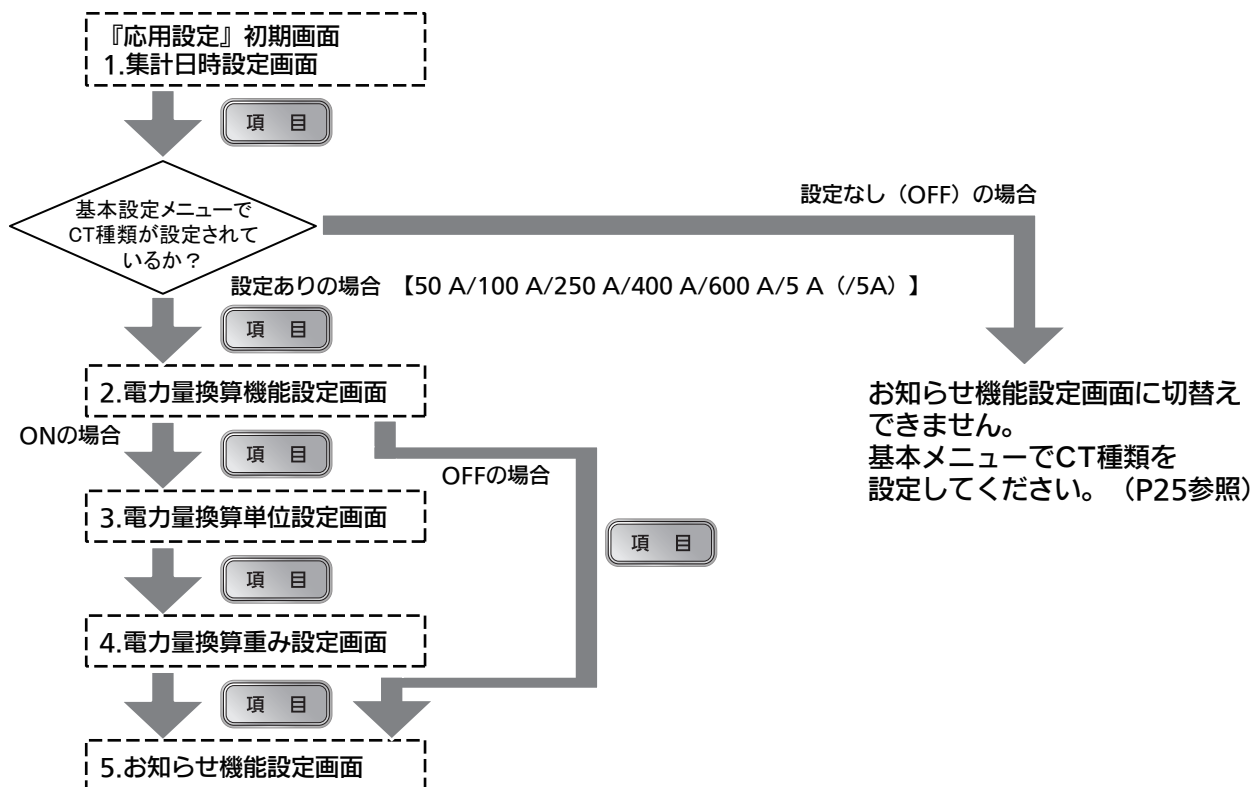 『応用設定』初期画面
1.集計日時設定画面
項 目
基本設定メニューで
CT種類が設定されて
いるか？
設定なし（OFF）の場合
設定ありの場合 【50 A/100 A/250 A/400 A/600 A/5 A（/5A）】
項 目
2.電力量換算機能設定画面
お知らせ機能設定画面に切替え
できません。
基本メニューでCT種類を
設定してください。（P25参照）
ONの場合
項 目
OFFの場合
3.電力量換算単位設定画面
項 目
項 目
4.電力量換算重み設定画面
項 目
5.お知らせ機能設定画面